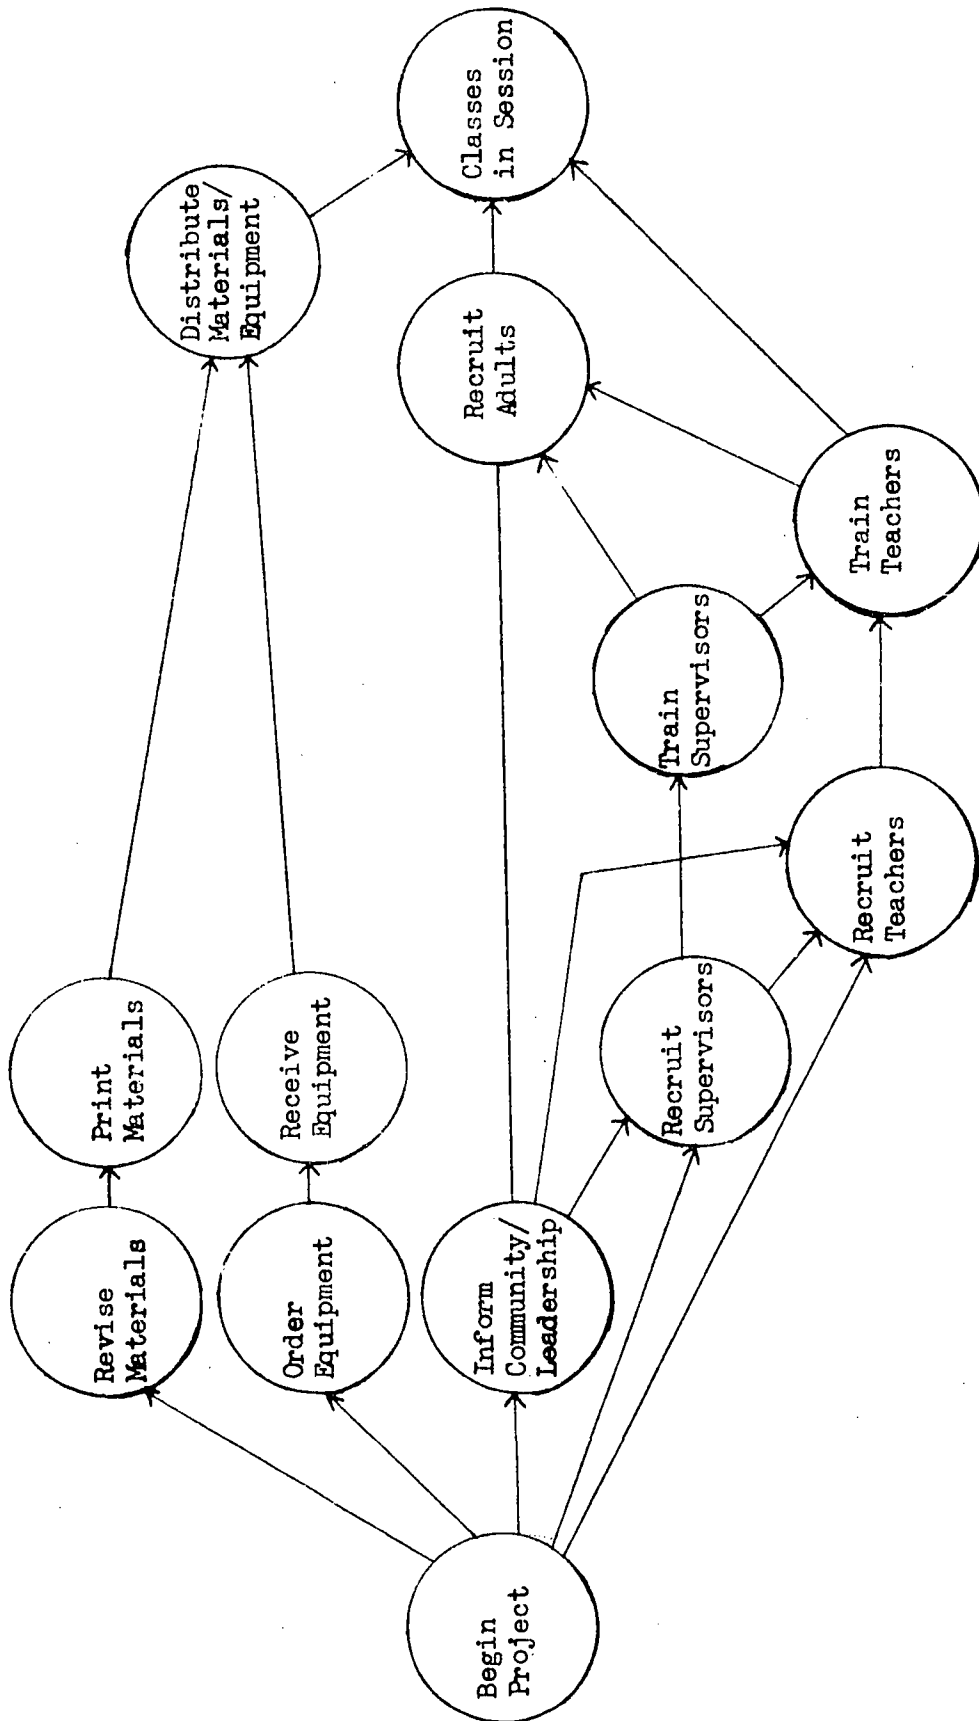 Begin
Project
Revise
Materials
Order
Equipment
Inform
Community/
Leadership
Print
Materials
Receive
Equipment
Recruit
Supervisors
Recruit
Teachers
Train
Supervisors
Train
Teachers
Distribute
Materials/
Equipment
Recruit
Adults
Classes
in Session